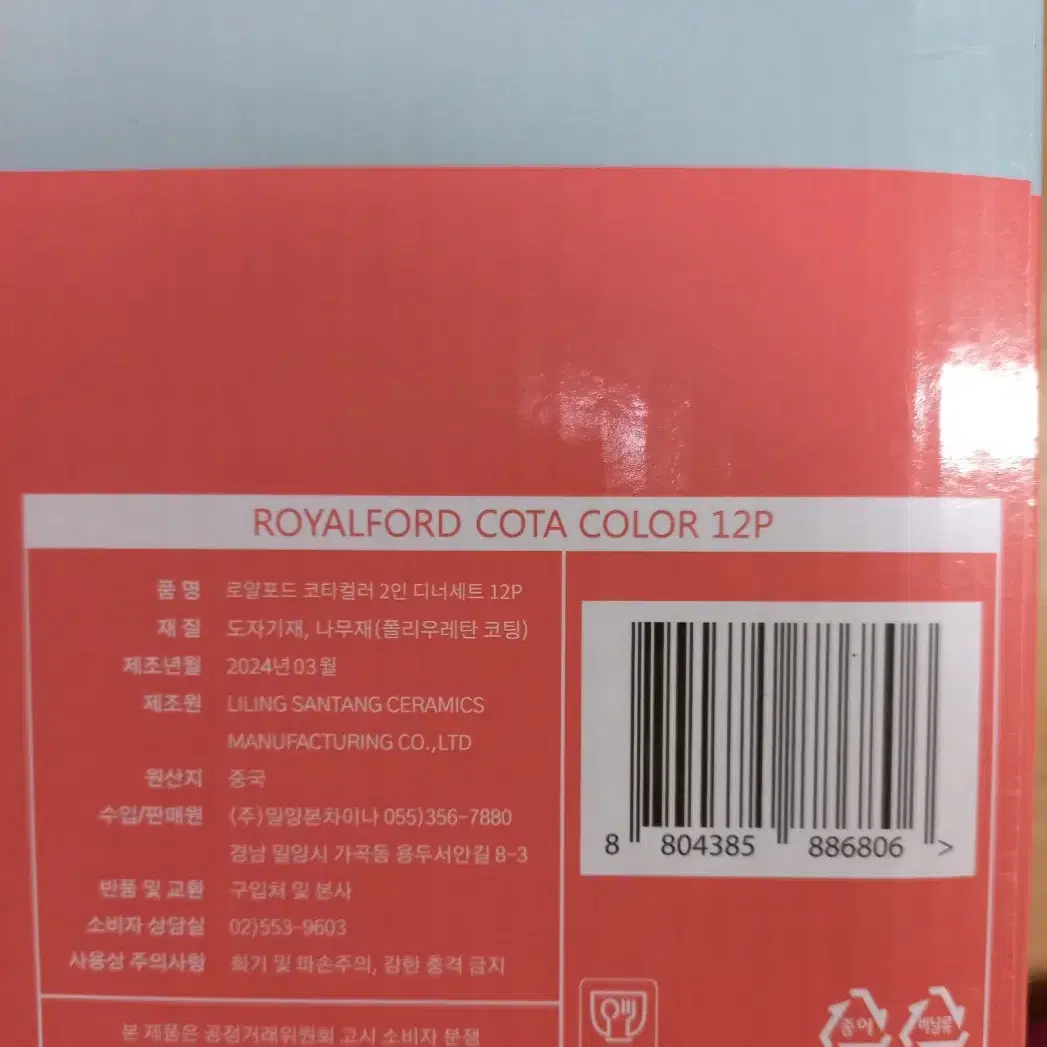 ROYALFORD COTA COLOR 12P
품 명 로얄포드 코타컬러 2인 디너세트 12P
재 질 도자기재, 나무재(폴리우레탄 코팅)
제조년월 2024년 03월
제조원 LILING SANTANG CERAMICS
MANUFACTURING CO.,LTD
원산지 중국
수입/판매원 (주)밀양본차이나 055)356-7880
경남 밀양시 가곡동 용두서안길 8-3
반품 및 교환 구입처 및 본사
소비자 상담실 02)553-9603
사용상 주의사항 화기 및 파손주의, 강한 충격 금지
본 제품은 공정거래위원회 고시 소비자 분쟁
8 804385 886806 >
종이 비닐류